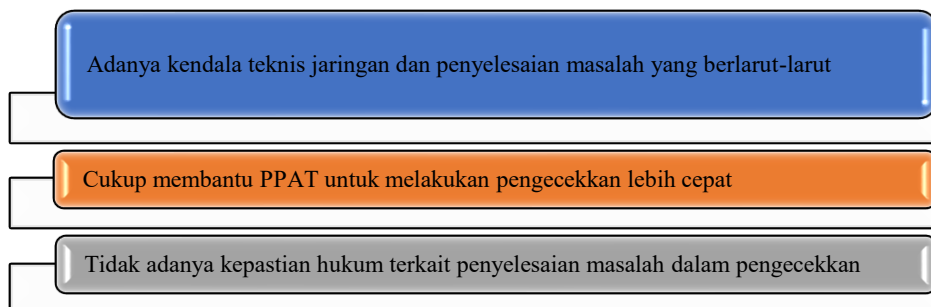 Adanya kendala teknis jaringan dan penyelesaian masalah yang berlarut-larut
Cukup membantu PPAT untuk melakukan pengecekkan lebih cepat
Tidak adanya kepastian hukum terkait penyelesaian masalah dalam pengecekkan